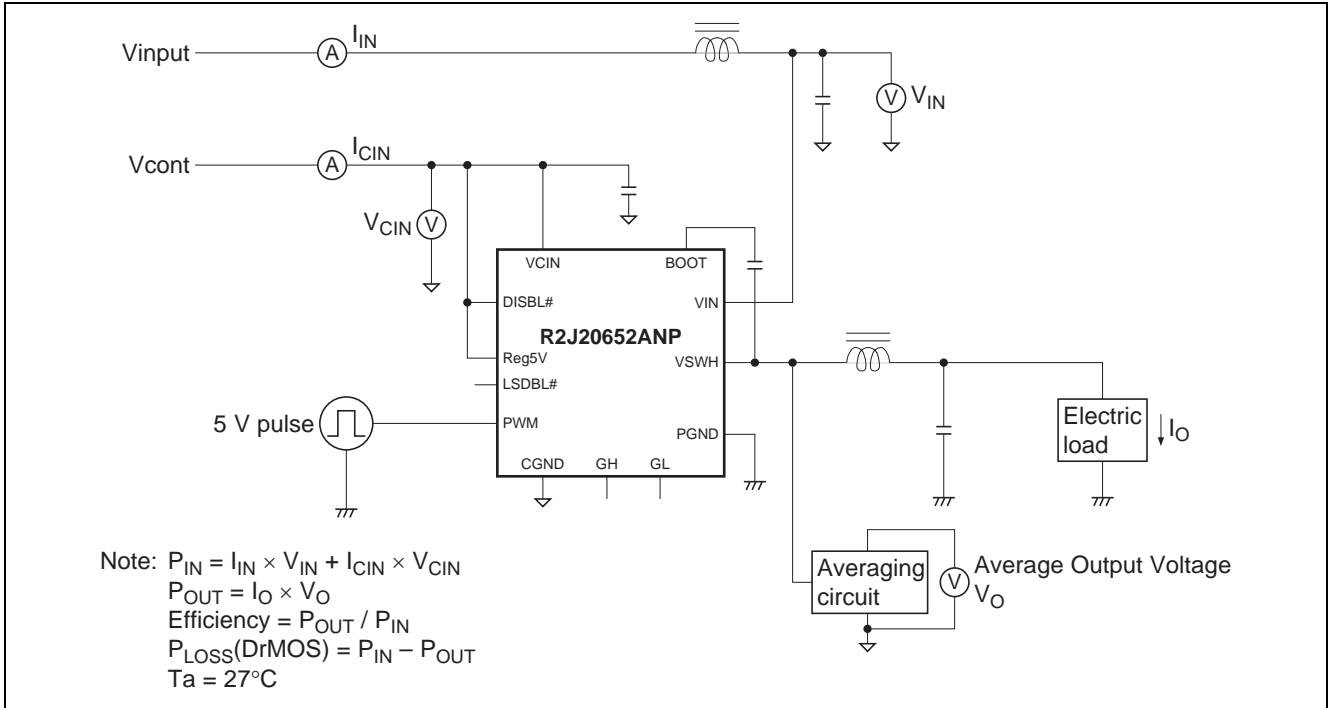 Vinput
A
I_IN
V
V_IN
Vcont
A
I_CIN
V_CIN
V
VCIN
BOOT
DISBL#
VIN
R2J20652ANP
Reg5V
VSWH
LSDBL#
5 V pulse
PWM
PGND
Electric
load
I_O
CGND
GH
GL
Averaging
circuit
V
Average Output Voltage
V_O
Note: P_IN = I_IN × V_IN + I_CIN × V_CIN
P_OUT = I_O × V_O
Efficiency = P_OUT / P_IN
P_LOSS(DrMOS) = P_IN – P_OUT
Ta = 27°C